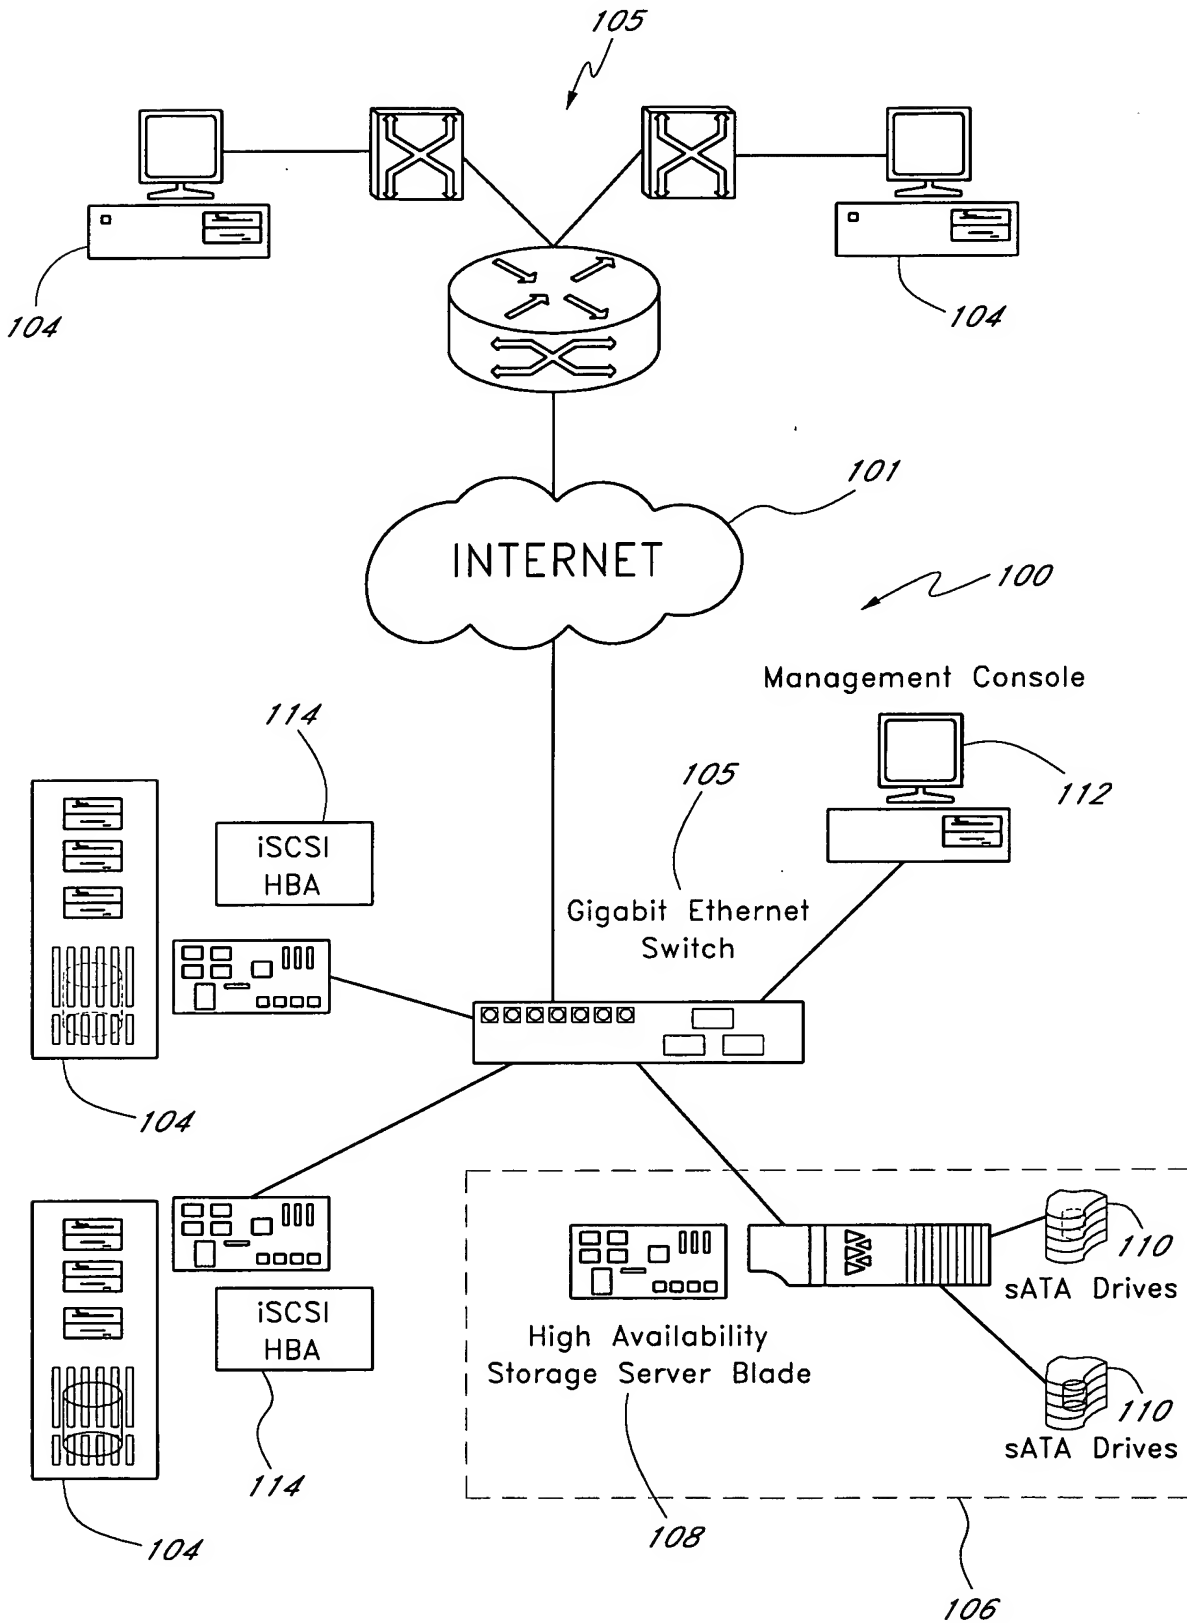 105
104
104
101
INTERNET
100
Management Console
114
105
112
iSCSI
HBA
Gigabit Ethernet
Switch
104
110
sATA Drives
High Availability
Storage Server Blade
iSCSI
HBA
110
sATA Drives
114
108
104
106